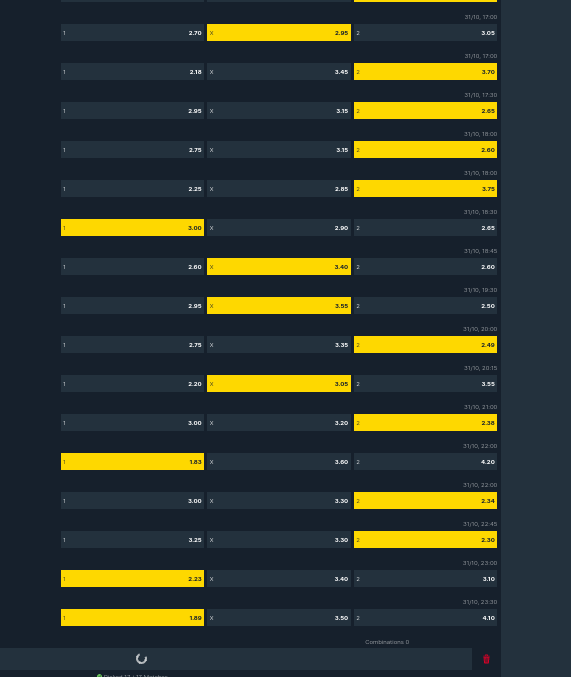 31/10, 17:00
1 2.70 X 2.95 2 3.05
31/10, 17:00
1 2.18 X 3.45 2 3.70
31/10, 17:30
1 2.95 X 3.15 2 2.65
31/10, 18:00
1 2.75 X 3.15 2 2.60
31/10, 18:00
1 2.25 X 2.85 2 3.75
31/10, 18:30
1 3.00 X 2.90 2 2.65
31/10, 18:45
1 2.60 X 3.40 2 2.60
31/10, 19:30
1 2.95 X 3.55 2 2.50
31/10, 20:00
1 2.75 X 3.35 2 2.49
31/10, 20:15
1 2.20 X 3.05 2 3.55
31/10, 21:00
1 3.00 X 3.20 2 2.38
31/10, 22:00
1 1.83 X 3.60 2 4.20
31/10, 22:00
1 3.00 X 3.30 2 2.34
31/10, 22:45
1 3.25 X 3.30 2 2.30
31/10, 23:00
1 2.23 X 3.40 2 3.10
31/10, 23:30
1 1.89 X 3.50 2 4.10
Combinations: 0